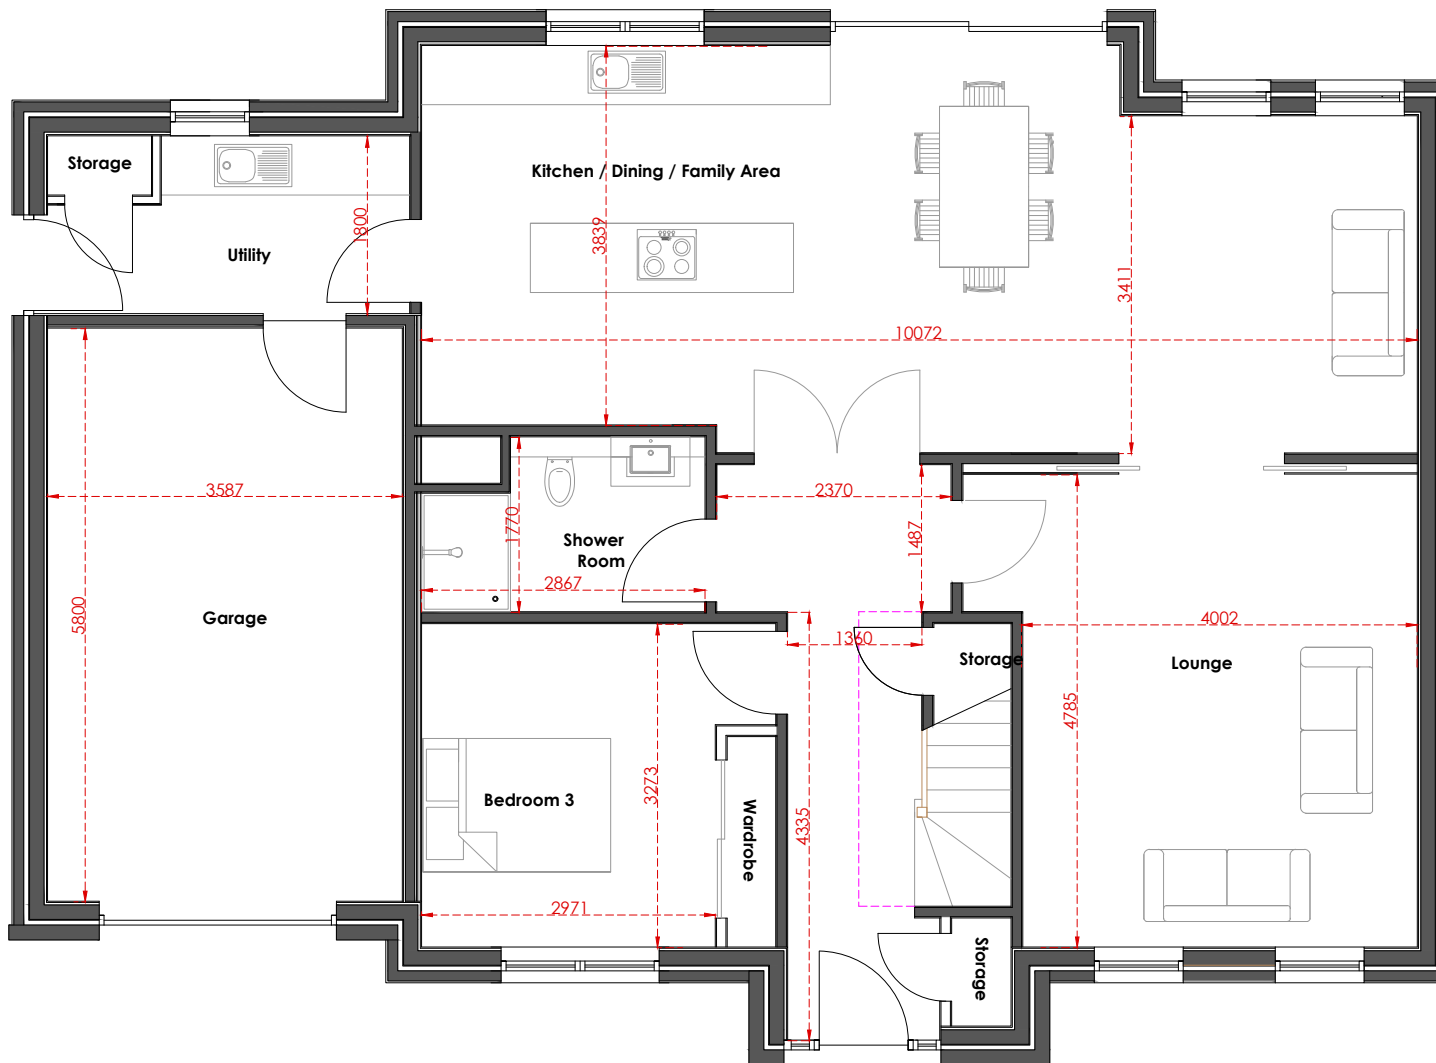 Storage
Kitchen / Dining / Family Area
1800
3839
Utility
3411
10072
3587
2370
1770
1487
Shower
Room
2867
5800
Garage
4002
1360
Storage
Lounge
4785
3273
Bedroom 3
4335
Wardrobe
2971
Storage